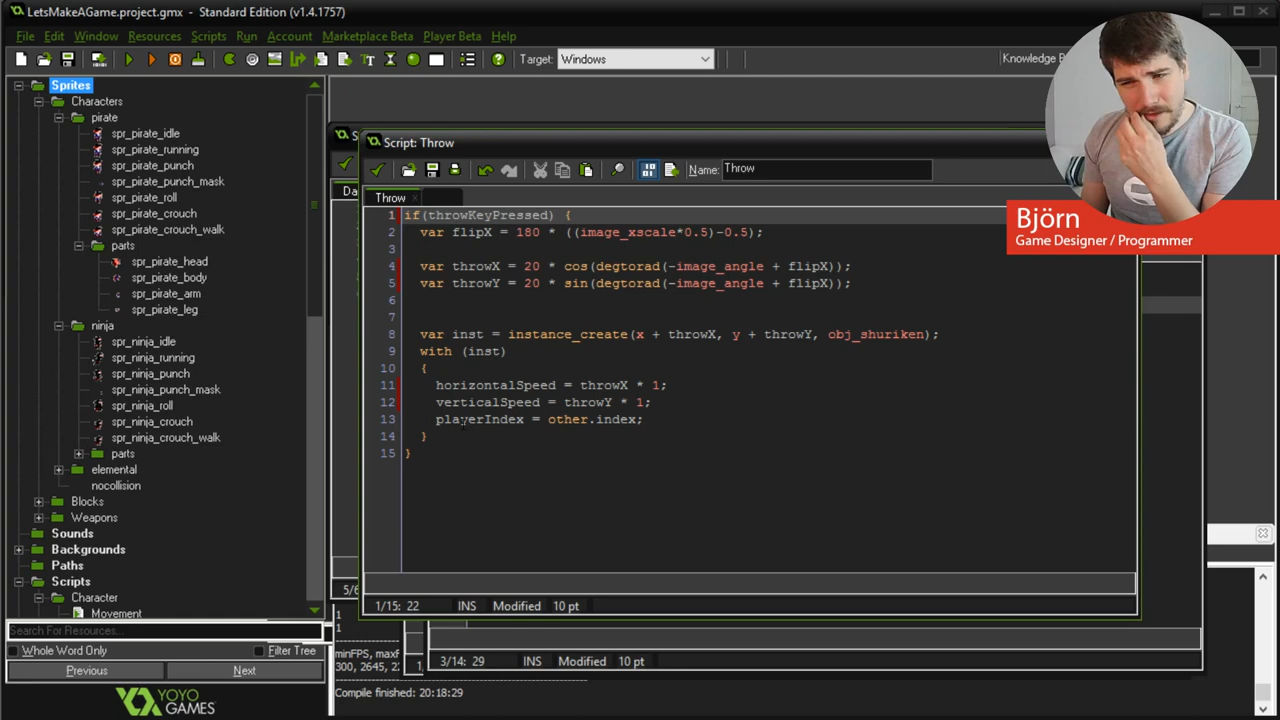 LetsMakeAGame.project.gmx - Standard Edition (v1.4.1757)
File Edit Window Resources Scripts Run Account Marketplace Beta Player Beta Help
Target: Windows
Knowledge B
Sprites
Characters
pirate
spr_pirate_idle
spr_pirate_running
spr_pirate_punch
spr_pirate_punch_mask
spr_pirate_roll
spr_pirate_crouch
spr_pirate_crouch_walk
parts
spr_pirate_head
spr_pirate_body
spr_pirate_arm
spr_pirate_leg
ninja
spr_ninja_idle
spr_ninja_running
spr_ninja_punch
spr_ninja_punch_mask
spr_ninja_roll
spr_ninja_crouch
spr_ninja_crouch_walk
parts
elemental
nocollision
Blocks
Weapons
Sounds
Backgrounds
Paths
Scripts
Character
Movement
Search For Resources...
Whole Word Only Filter Tree
Previous Next
YOYO
GAMES™
S
Da
5/6
Script: Throw
Name: Throw
Throw
1 if(throwKeyPressed) {
2 var flipX = 180 * ((image_xscale*0.5)-0.5);
3
4 var throwX = 20 * cos(degtorad(-image_angle + flipX));
5 var throwY = 20 * sin(degtorad(-image_angle + flipX));
6
7
8 var inst = instance_create(x + throwX, y + throwY, obj_shuriken);
9 with (inst)
10 {
11 horizontalSpeed = throwX * 1;
12 verticalSpeed = throwY * 1;
13 playerIndex = other.index;
14 }
15 }
1/15: 22 INS Modified 10 pt
1
1
minFPS, maxF
300, 2645, 22
1,
3/14: 29 INS Modified 10 pt
Compile finished: 20:18:29
Björn
Game Designer / Programmer